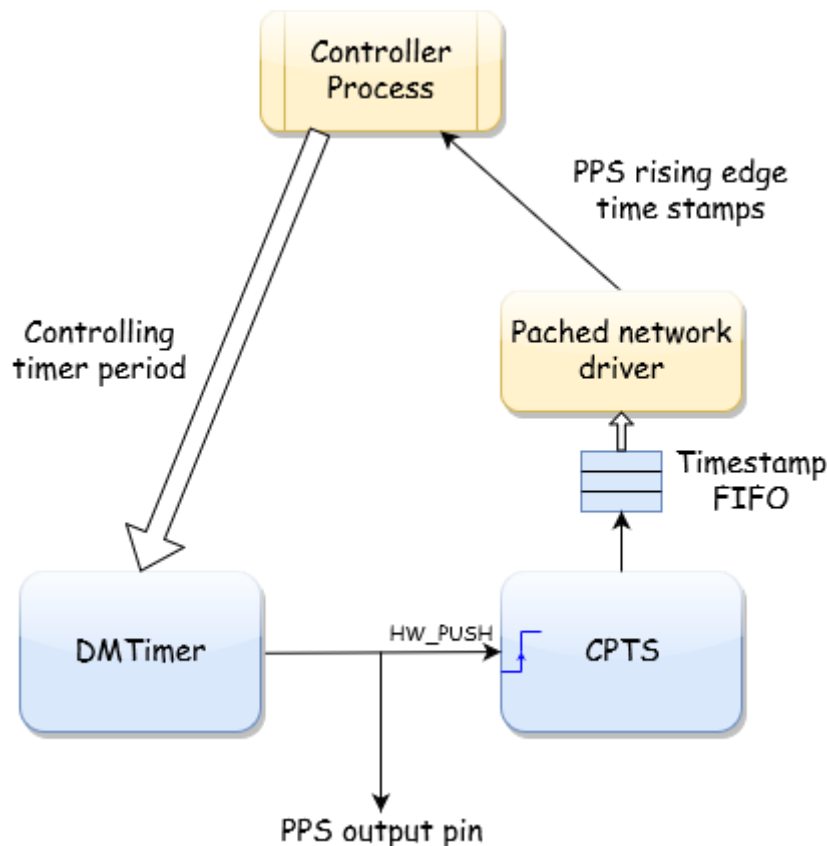 Controller
Process
PPS rising edge
time stamps
Controlling
timer period
Pached network
driver
Timestamp
FIFO
DMTimer
HW_PUSH
CPTS
PPS output pin